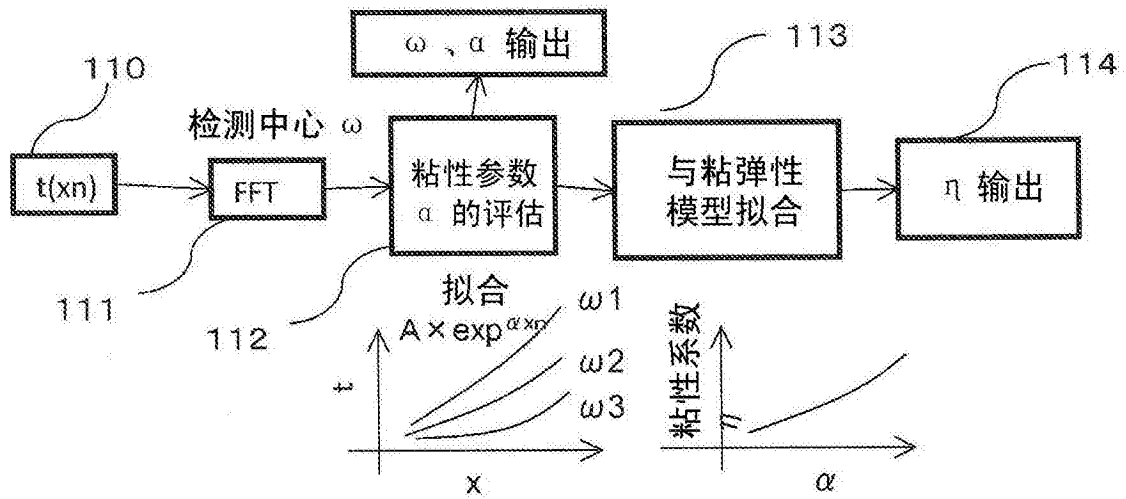 ω、α 输出
113
110
114
检测中心 ω
t(xn)
FFT
粘性参数
α 的评估
与粘弹性
模型拟合
η 输出
111
112
拟合
A×exp^αxn
ω1
ω2
ω3
t
x
粘性系数
η
α